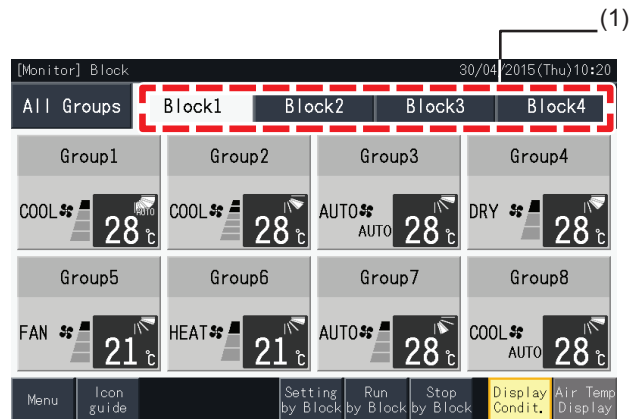 (1)
[Monitor] Block 30/04/2015(Thu)10:20
All Groups Block1 Block2 Block3 Block4
Group1 Group2 Group3 Group4
COOL AUTO 28℃ COOL 28℃ AUTO AUTO 28℃ DRY 28℃
Group5 Group6 Group7 Group8
FAN 21℃ HEAT 21℃ AUTO 28℃ COOL AUTO 28℃
Menu Icon guide Setting by Block Run by Block Stop by Block Display Condit. Air Temp Display